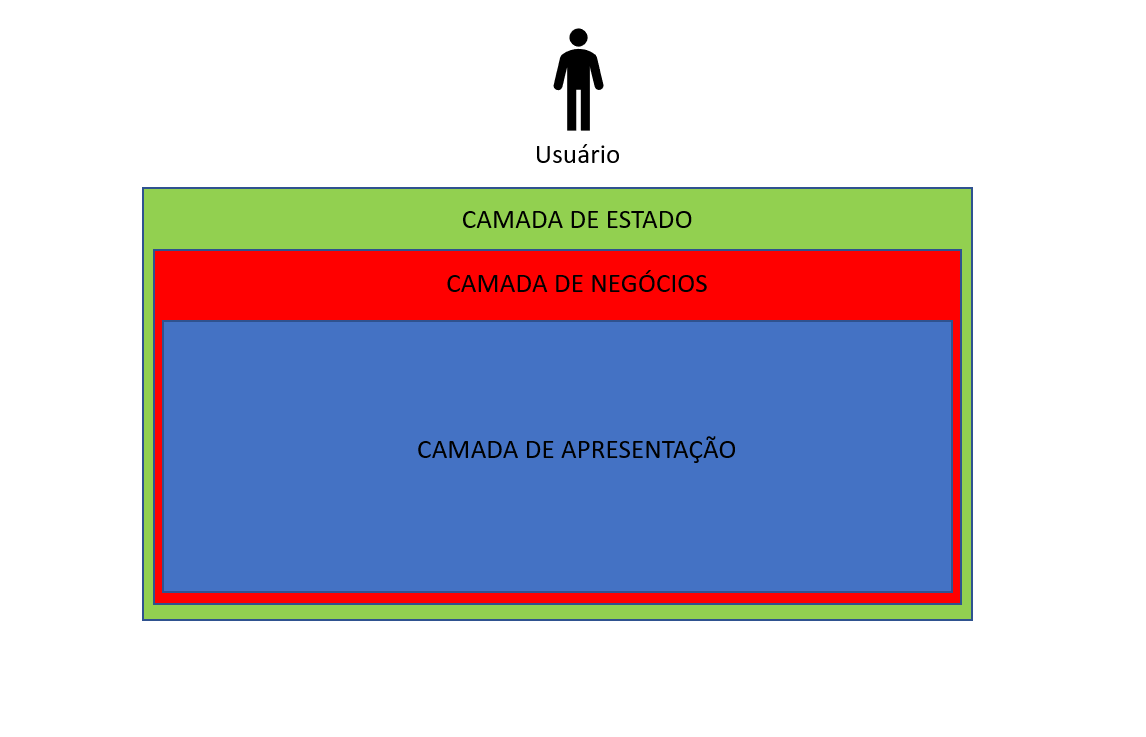 Usuário
CAMADA DE ESTADO
CAMADA DE NEGÓCIOS
CAMADA DE APRESENTAÇÃO